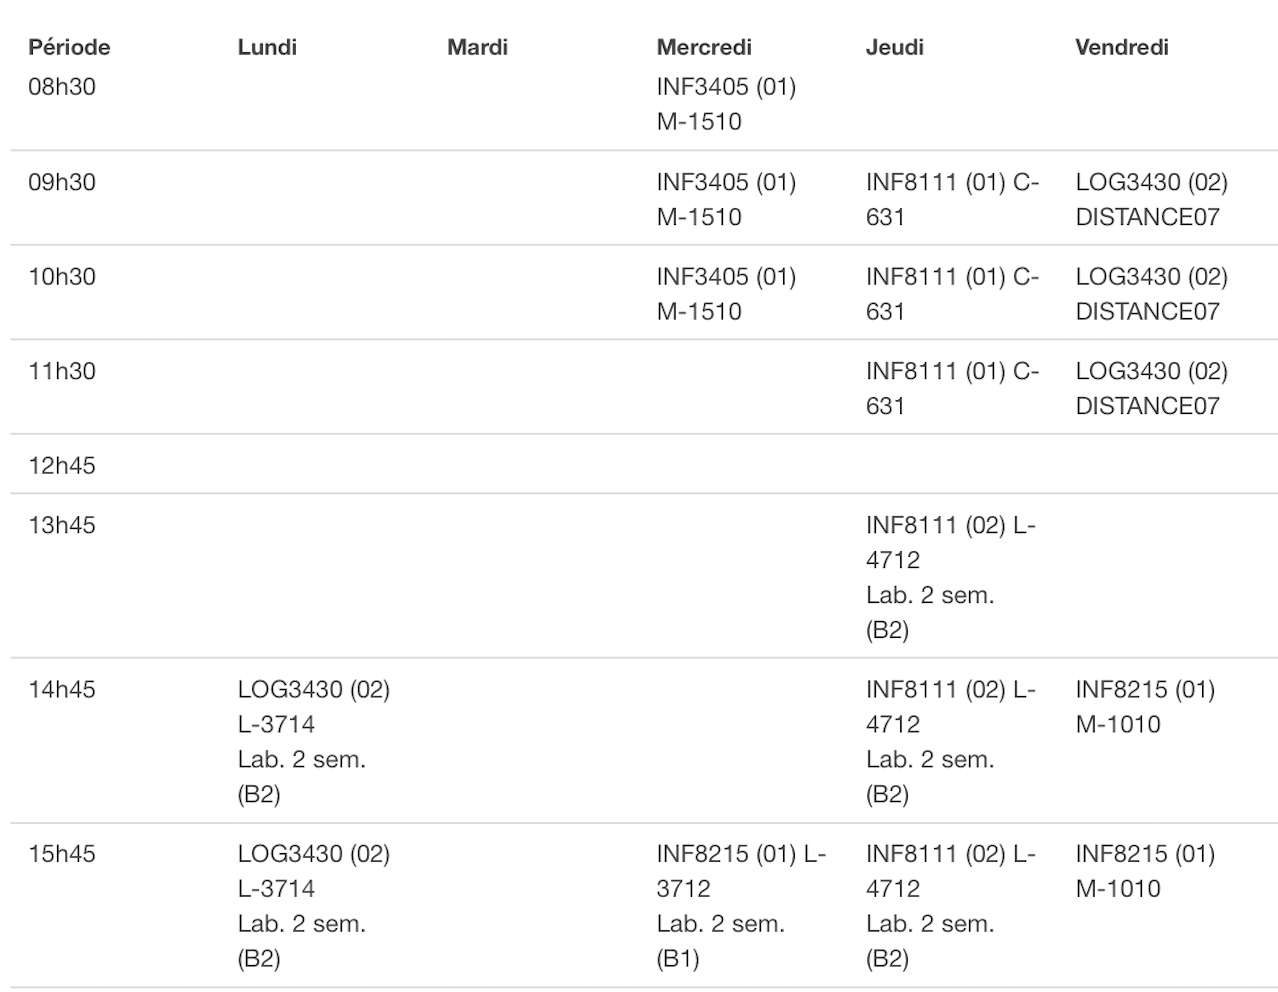 Période Lundi Mardi Mercredi Jeudi Vendredi
08h30 INF3405 (01)
M-1510
09h30 INF3405 (01) INF8111 (01) C- LOG3430 (02)
M-1510 631 DISTANCE07
10h30 INF3405 (01) INF8111 (01) C- LOG3430 (02)
M-1510 631 DISTANCE07
11h30 INF8111 (01) C- LOG3430 (02)
631 DISTANCE07
12h45
13h45 INF8111 (02) L-
4712
Lab. 2 sem.
(B2)
14h45 LOG3430 (02) INF8111 (02) L- INF8215 (01)
L-3714 4712 M-1010
Lab. 2 sem. Lab. 2 sem.
(B2) (B2)
15h45 LOG3430 (02) INF8215 (01) L- INF8111 (02) L- INF8215 (01)
L-3714 3712 4712 M-1010
Lab. 2 sem. Lab. 2 sem. Lab. 2 sem.
(B2) (B1) (B2)